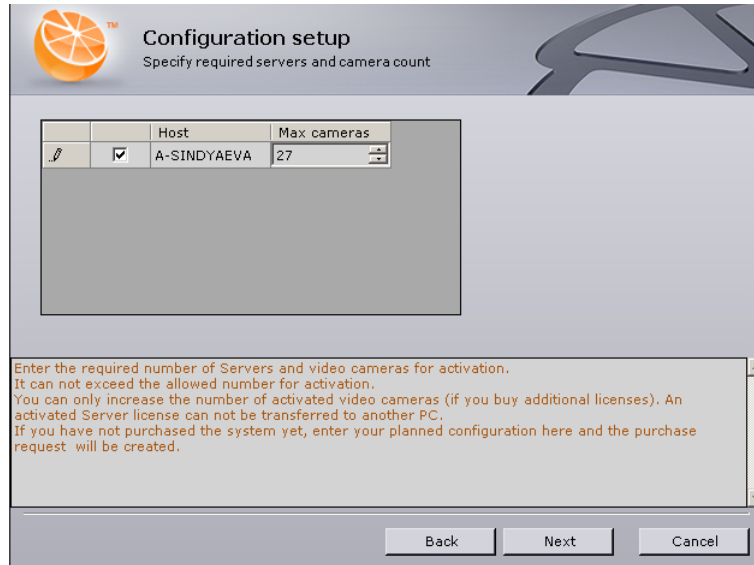 TM
Configuration setup
Specify required servers and camera count
Host Max cameras
A-SINDYAEVA 27
Enter the required number of Servers and video cameras for activation.
It can not exceed the allowed number for activation.
You can only increase the number of activated video cameras (if you buy additional licenses). An
activated Server license can not be transferred to another PC.
If you have not purchased the system yet, enter your planned configuration here and the purchase
request will be created.
Back Next Cancel